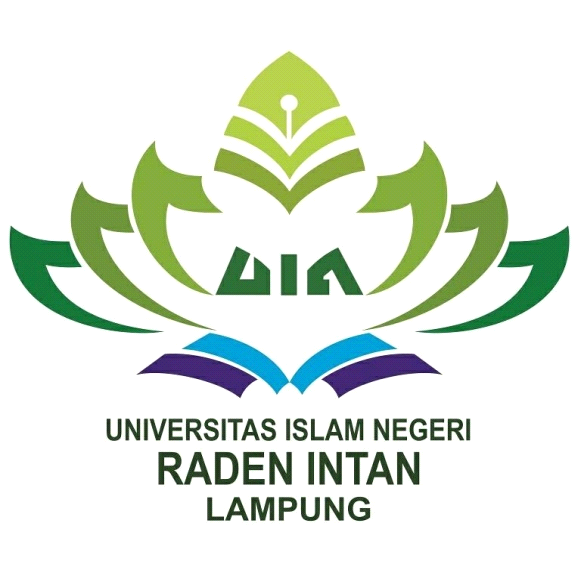 UIN
UNIVERSITAS ISLAM NEGERI
RADEN INTAN
LAMPUNG